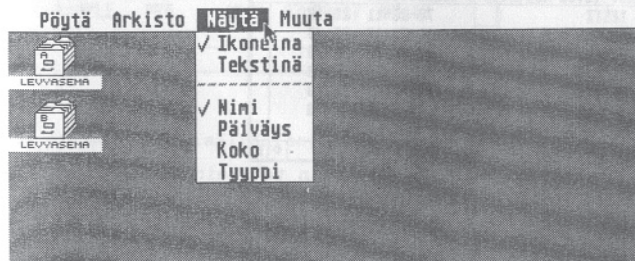 Pöytä Arkisto Näytä Muuta
✓ Ikoneina
Tekstinä
✓ Nimi
Päiväys
Koko
Tyyppi
A
LEVYASEMA
B
LEVYASEMA